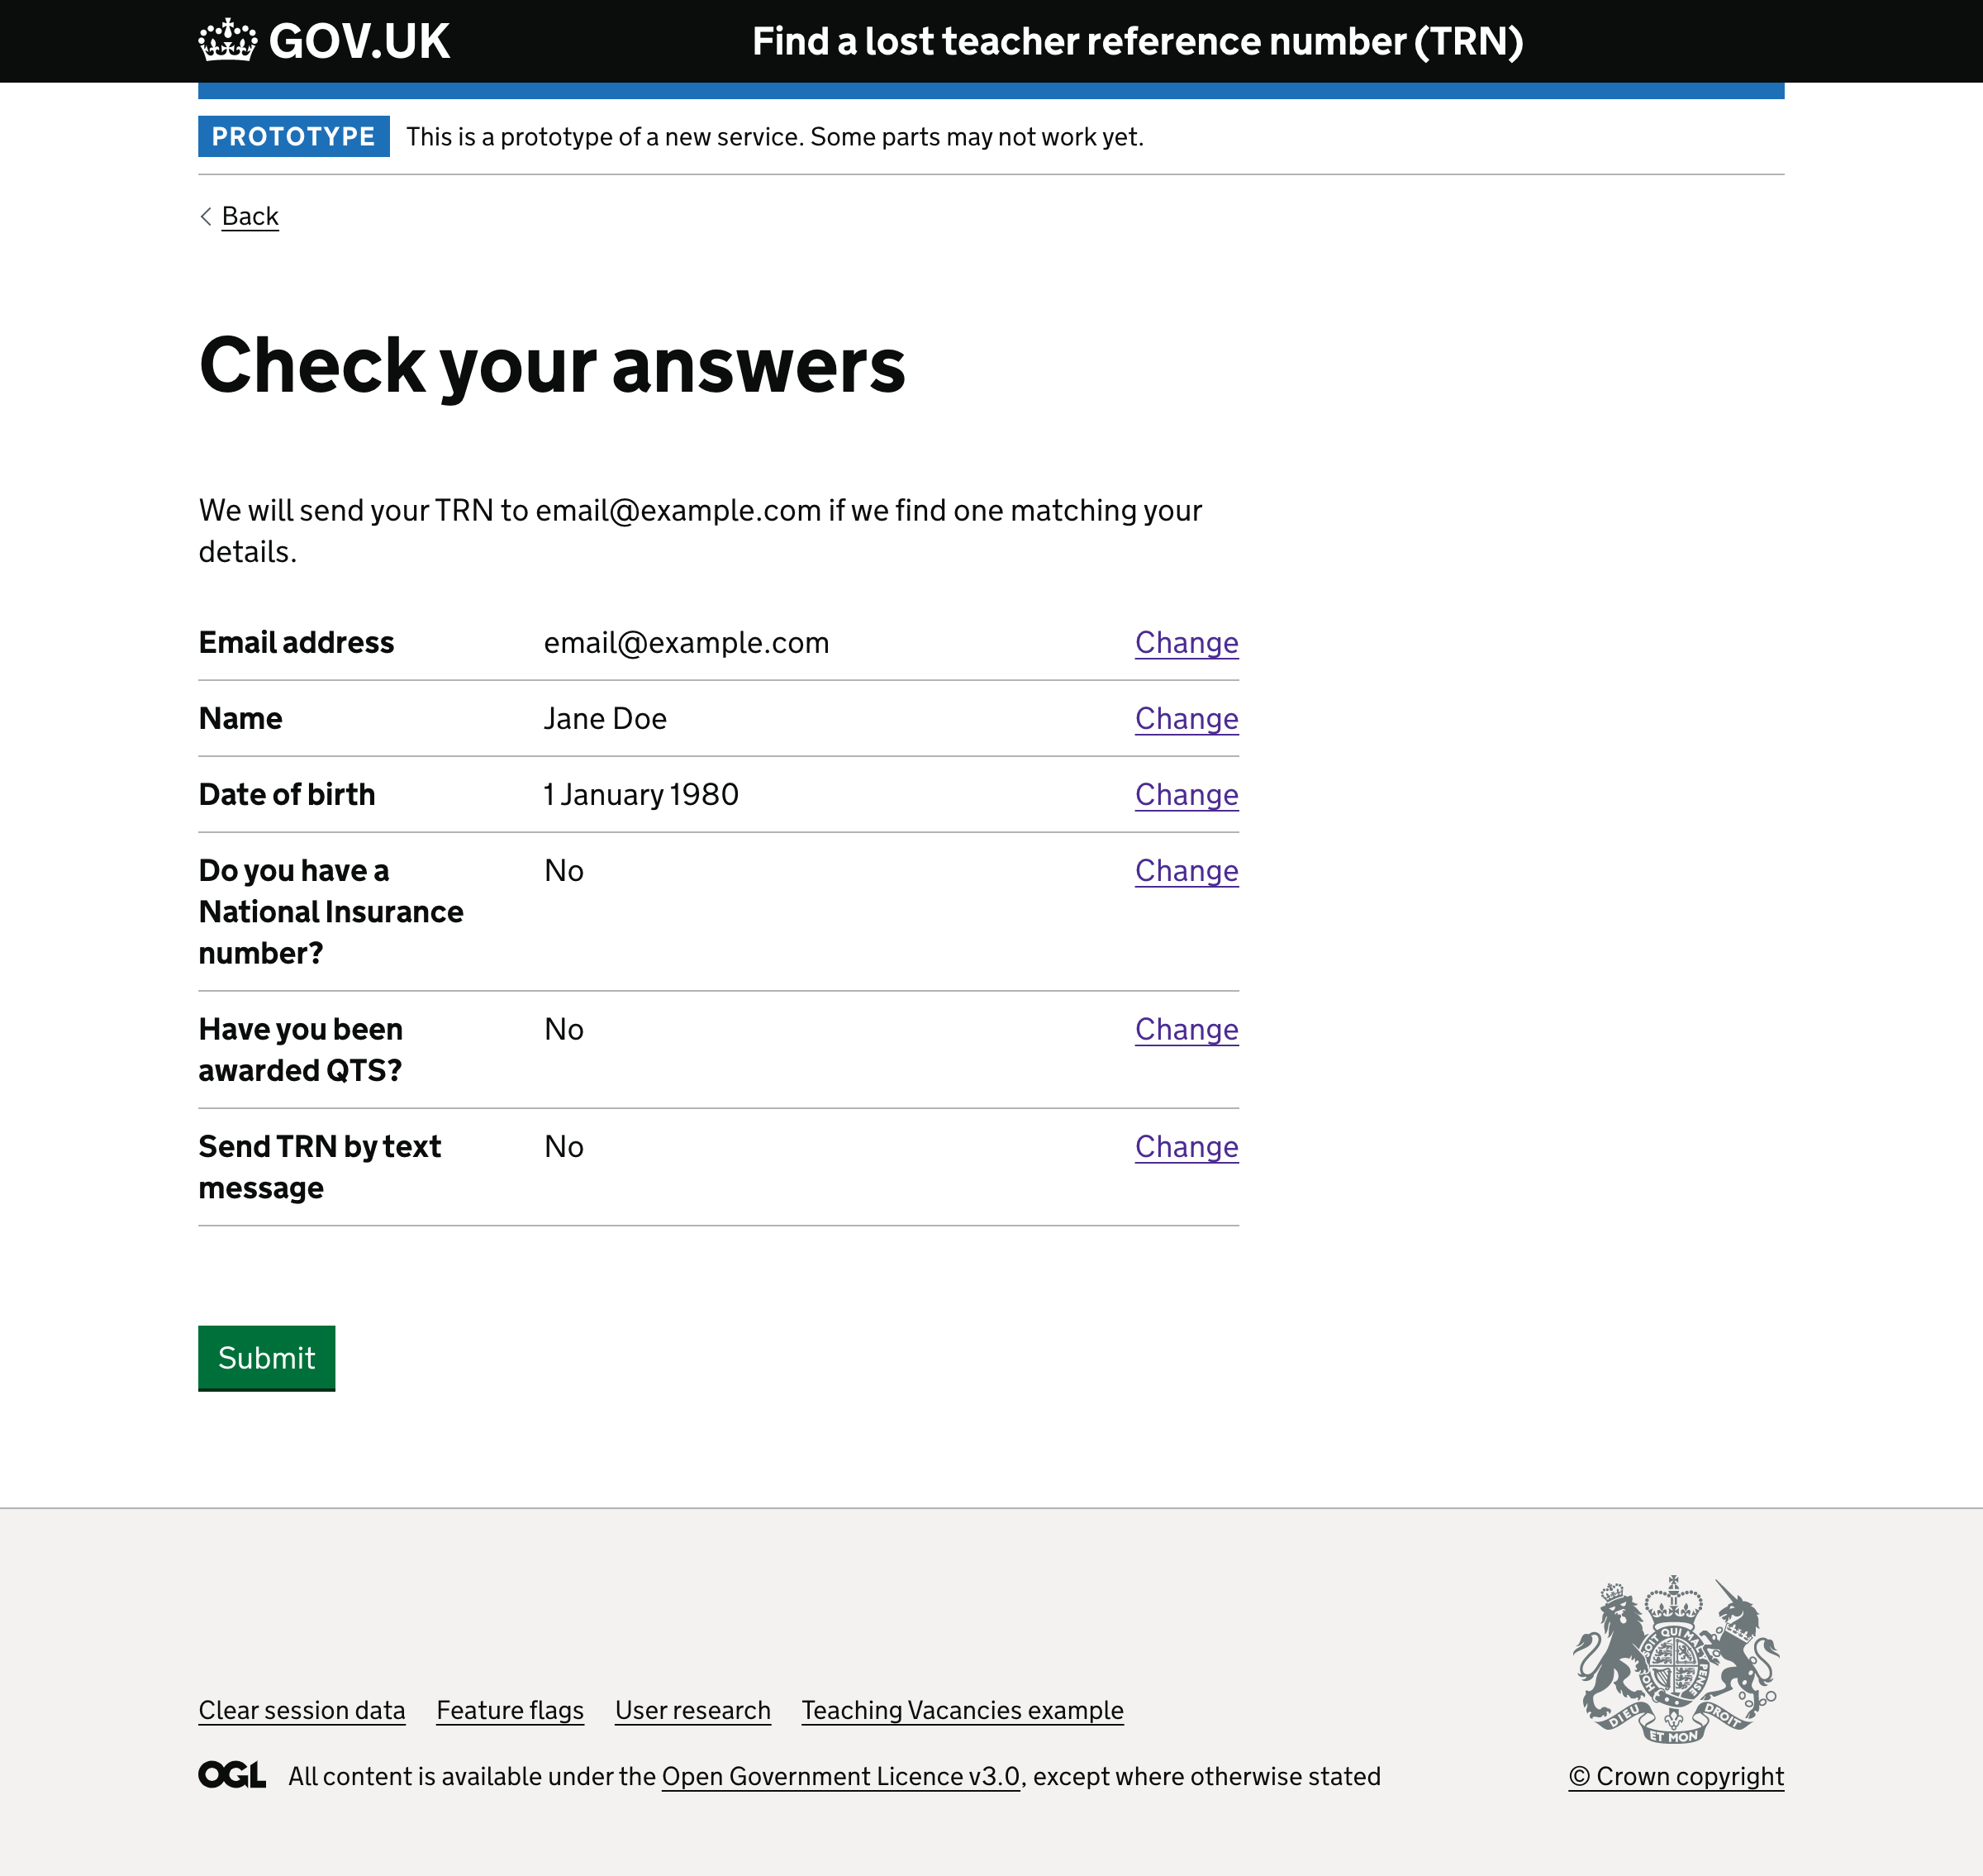 GOV.UK
Find a lost teacher reference number (TRN)
PROTOTYPE This is a prototype of a new service. Some parts may not work yet.
Back
Check your answers
We will send your TRN to email@example.com if we find one matching your
details.
Email address email@example.com Change
Name Jane Doe Change
Date of birth 1 January 1980 Change
Do you have a No Change
National Insurance
number?
Have you been No Change
awarded QTS?
Send TRN by text No Change
message
Submit
SOIT QUI MAL Y PENSE
DIEU ET MON DROIT
Clear session data Feature flags User research Teaching Vacancies example
OGL All content is available under the Open Government Licence v3.0, except where otherwise stated
© Crown copyright